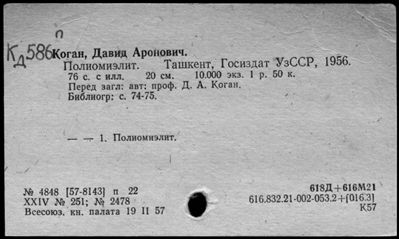 п
Кд586
Коган, Давид Аронович.
Полиомиэлит. Ташкент, Госиздат УзССР, 1956.
76 с. с илл. 20 см. 10.000 экз. 1 р. 50 к.
Перед загл: авт: проф. Д. А. Коган.
Библиогр: с. 74-75.
— — 1. Полиомиэлит.
№ 4848 [57-8143] п 22
XXIV № 251; № 2478
Всесоюз. кн. палата 19 II 57
618Д+616М21
616.832.21-002-053.2+[016.3]
К57